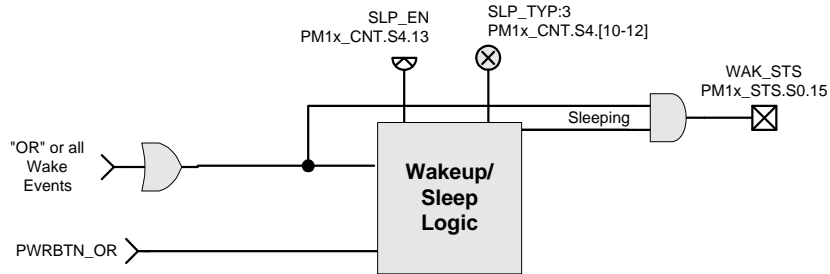 SLP_EN
PM1x_CNT.S4.13
SLP_TYP:3
PM1x_CNT.S4.[10-12]
WAK_STS
PM1x_STS.S0.15
Sleeping
"OR" or all
Wake
Events
Wakeup/
Sleep
Logic
PWRBTN_OR